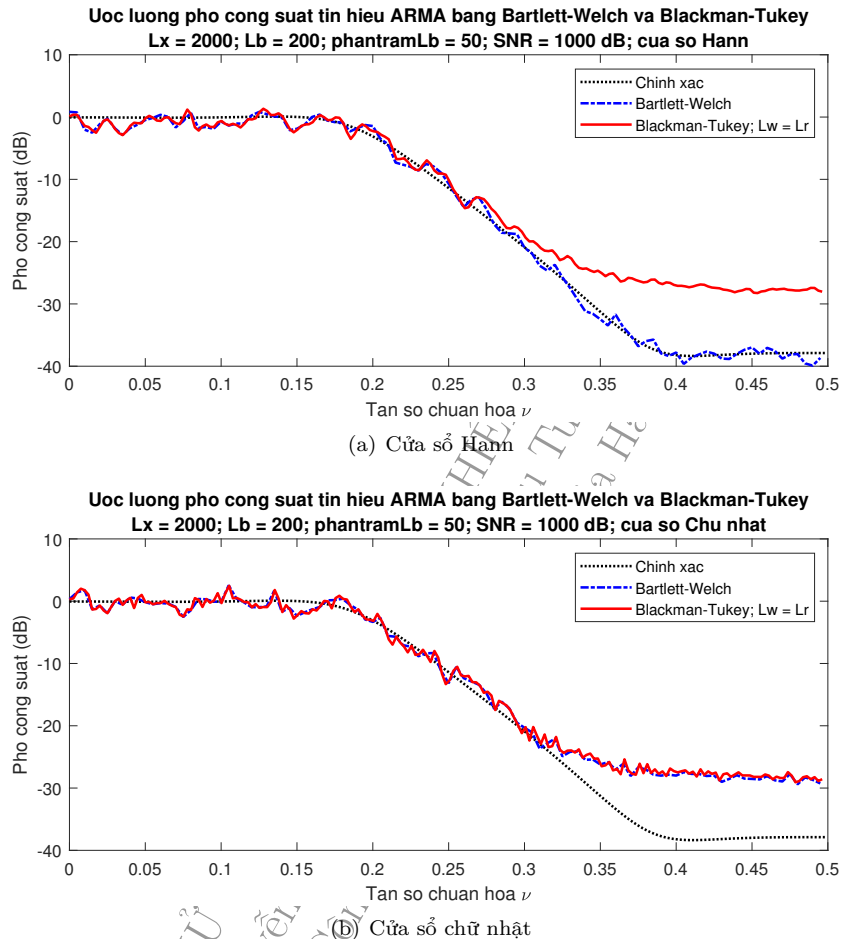 Uoc luong pho cong suat tin hieu ARMA bang Bartlett-Welch va Blackman-Tukey
Lx = 2000; Lb = 200; phantramLb = 50; SNR = 1000 dB; cua so Hann
10
0
-10
-20
-30
-40
Pho cong suat (dB)
Chinh xac
Bartlett-Welch
Blackman-Tukey; Lw = Lr
0 0.05 0.1 0.15 0.2 0.25 0.3 0.35 0.4 0.45 0.5
Tan so chuan hoa ν
(a) Cửa sổ Hann
Uoc luong pho cong suat tin hieu ARMA bang Bartlett-Welch va Blackman-Tukey
Lx = 2000; Lb = 200; phantramLb = 50; SNR = 1000 dB; cua so Chu nhat
10
0
-10
-20
-30
-40
Pho cong suat (dB)
Chinh xac
Bartlett-Welch
Blackman-Tukey; Lw = Lr
0 0.05 0.1 0.15 0.2 0.25 0.3 0.35 0.4 0.45 0.5
Tan so chuan hoa ν
(b) Cửa sổ chữ nhật